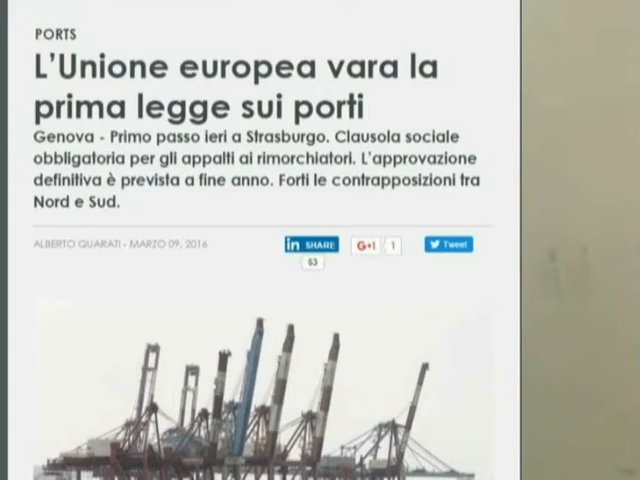 PORTS
L'Unione europea vara la
prima legge sui porti
Genova - Primo passo ieri a Strasburgo. Clausola sociale
obbligatoria per gli appalti ai rimorchiatori. L'approvazione
definitiva è prevista a fine anno. Forti le contrapposizioni tra
Nord e Sud.
ALBERTO QUARATI - MARZO 09, 2016
in SHARE
53
G+1 1
Tweet